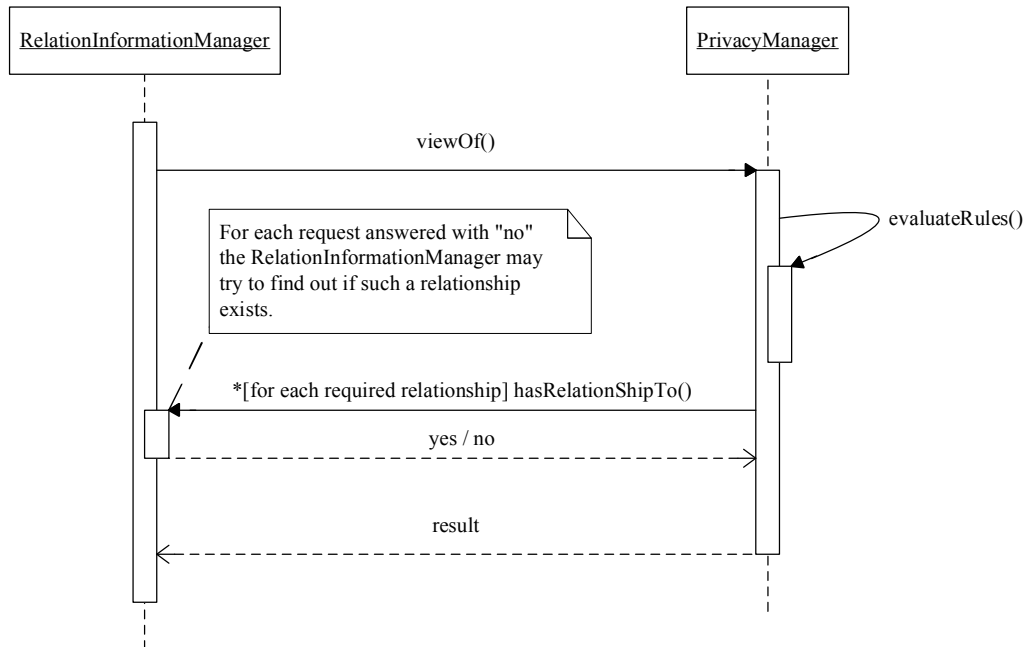 RelationInformationManager
PrivacyManager
viewOf()
evaluateRules()
For each request answered with "no"
the RelationInformationManager may
try to find out if such a relationship
exists.
*[for each required relationship] hasRelationShipTo()
yes / no
result